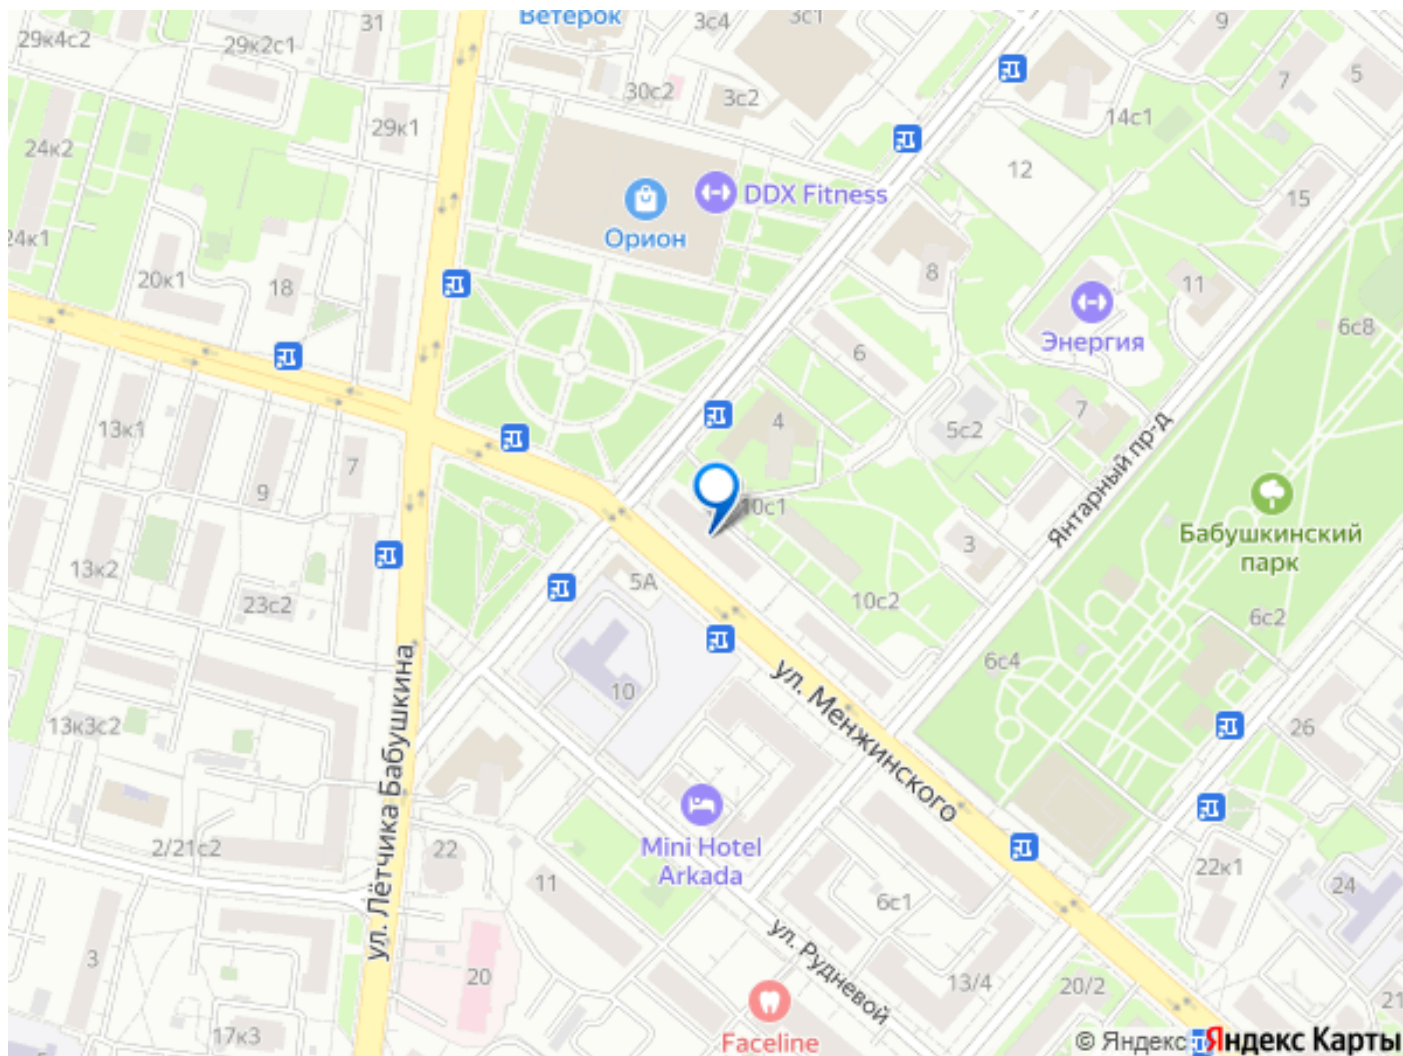 Ветерок
31
3с4
3с1
9
29к4с2
29к2с1
7
5
30с2
3с2
14с1
29к1
24к2
12
DDX Fitness
15
Орион
24к1
20к1
18
8
11
6с8
Энергия
6
7
4
5с2
13к1
7
9
10с1
Янтарный пр-д
Бабушкинский
парк
3
13к2
5А
23с2
10с2
6с2
6с4
10
ул. Менжинского
13к3с2
26
ул. Лётчика Бабушкина
Mini Hotel
Arkada
2/21с2
22
11
22к1
24
6с1
ул. Рудневой
3
20
13/4
20/2
21
17к3
Faceline
© Яндекс
Яндекс Карты